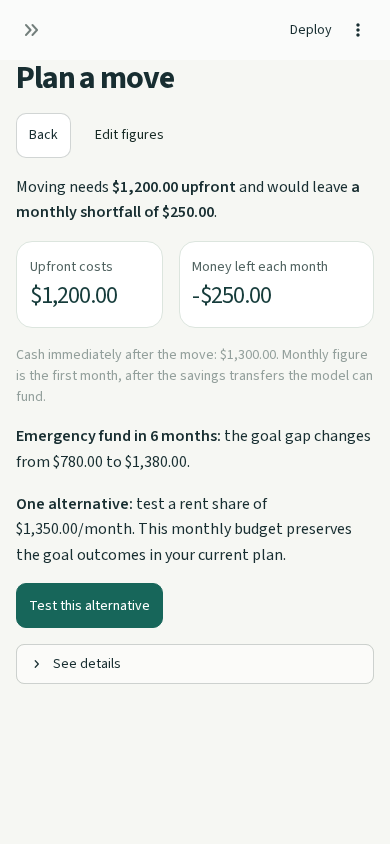 Deploy
Plan a move
Back
Edit figures
Moving needs $1,200.00 upfront and would leave a
monthly shortfall of $250.00.
Upfront costs
$1,200.00
Money left each month
-$250.00
Cash immediately after the move: $1,300.00. Monthly figure
is the first month, after the savings transfers the model can
fund.
Emergency fund in 6 months: the goal gap changes
from $780.00 to $1,380.00.
One alternative: test a rent share of
$1,350.00/month. This monthly budget preserves
the goal outcomes in your current plan.
Test this alternative
See details